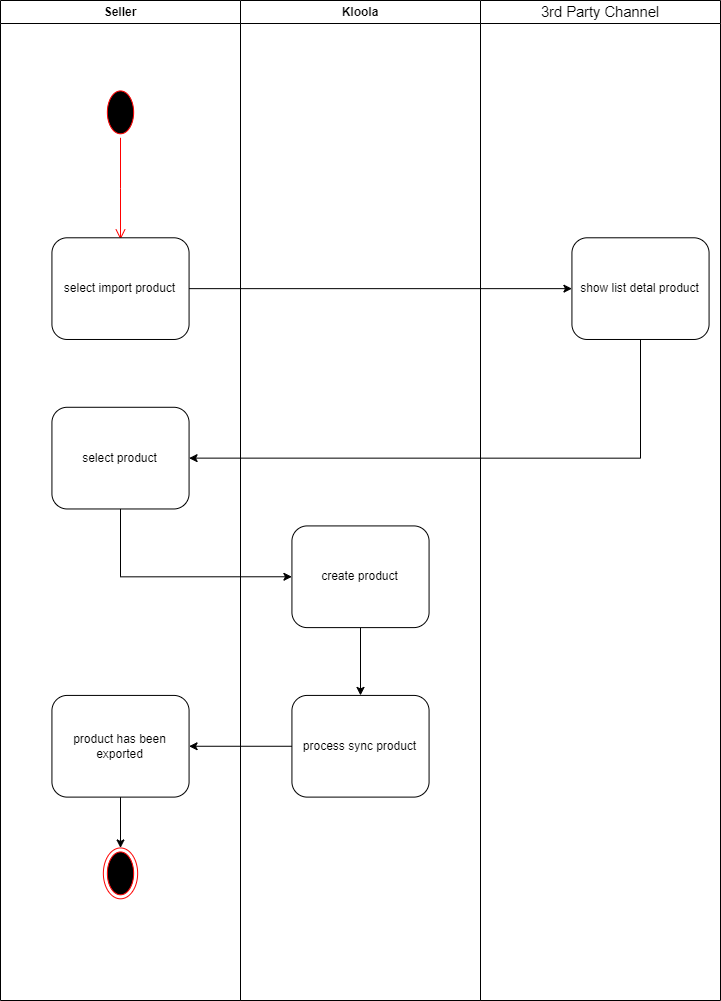 Seller
Kloola
3rd Party Channel
select import product
show list detal product
select product
create product
product has been
exported
process sync product